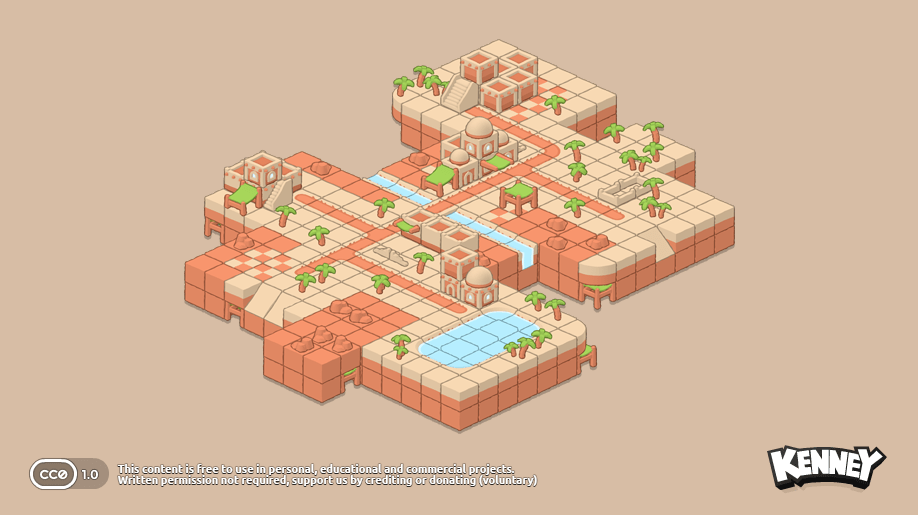 CC0 1.0
This content is free to use in personal, educational and commercial projects.
Written permission not required, support us by crediting or donating (voluntary)
KENNEY